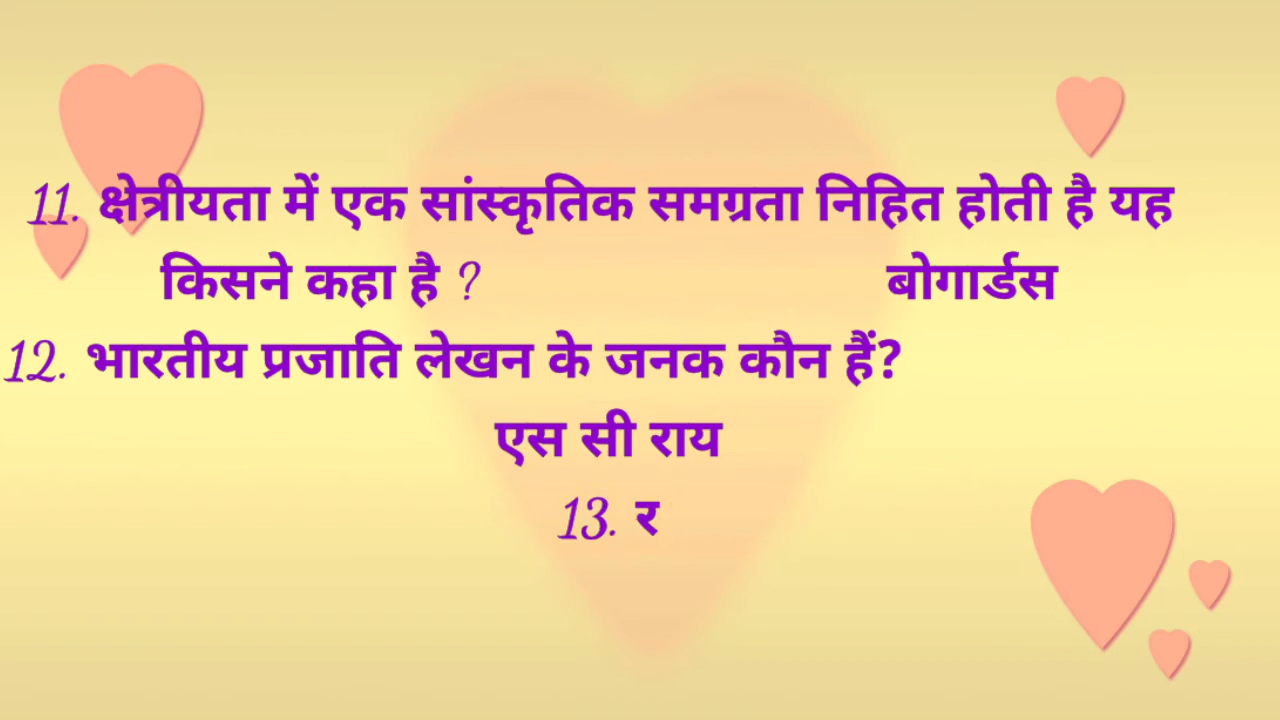 11. क्षेत्रीयता में एक सांस्कृतिक समग्रता निहित होती है यह
किसने कहा है ? बोगार्डस
12. भारतीय प्रजाति लेखन के जनक कौन हैं?
एस सी राय
13. र